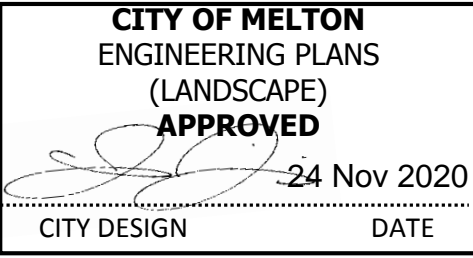 CITY OF MELTON
ENGINEERING PLANS
(LANDSCAPE)
APPROVED
24 Nov 2020
CITY DESIGN DATE